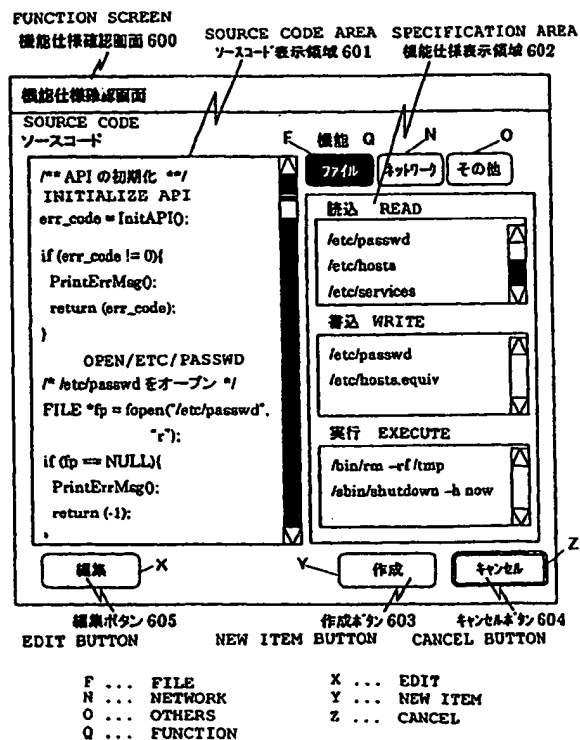 FUNCTION SCREEN
機能仕様確認画面 600
SOURCE CODE AREA
ソースコード表示領域 601
SPECIFICATION AREA
機能仕様表示領域 602
機能仕様確認画面
SOURCE CODE
ソースコード
F 機能 Q N O
ファイル ネットワーク その他
/** API の初期化 **/
INITIALIZE API
err_code = InitAPI();
if (err_code != 0){
PrintErrMsg();
return (err_code);
}
OPEN/ETC/PASSWD
/* /etc/passwd をオープン */
FILE *fp = fopen("/etc/passwd",
"r");
if (fp == NULL){
PrintErrMsg();
return (-1);
}
読込 READ
/etc/passwd
/etc/hosts
/etc/services
書込 WRITE
/etc/passwd
/etc/hosts.equiv
実行 EXECUTE
/bin/rm –rf /tmp
/sbin/shutdown –h now
編集 X Y 作成 キャンセル Z
編集ボタン 605
EDIT BUTTON
作成ボタン 603
NEW ITEM BUTTON
キャンセルボタン 604
CANCEL BUTTON
F ... FILE
N ... NETWORK
O ... OTHERS
Q ... FUNCTION
X ... EDIT
Y ... NEW ITEM
Z ... CANCEL